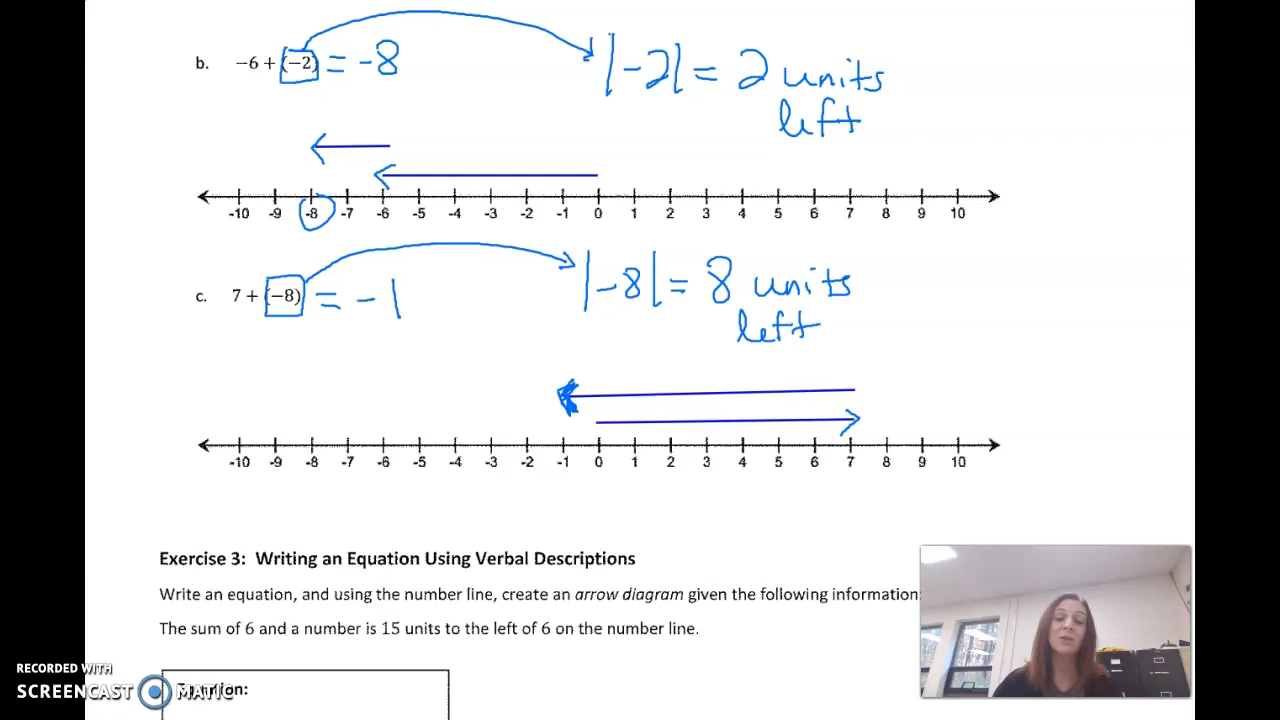 b. −6 + (−2) = -8 |-2| = 2 units
left
-10 -9 -8 -7 -6 -5 -4 -3 -2 -1 0 1 2 3 4 5 6 7 8 9 10
c. 7 + (−8) = -1 |-8| = 8 units
left
-10 -9 -8 -7 -6 -5 -4 -3 -2 -1 0 1 2 3 4 5 6 7 8 9 10
Exercise 3: Writing an Equation Using Verbal Descriptions
Write an equation, and using the number line, create an arrow diagram given the following information
The sum of 6 and a number is 15 units to the left of 6 on the number line.
RECORDED WITH
SCREENCAST MATIC